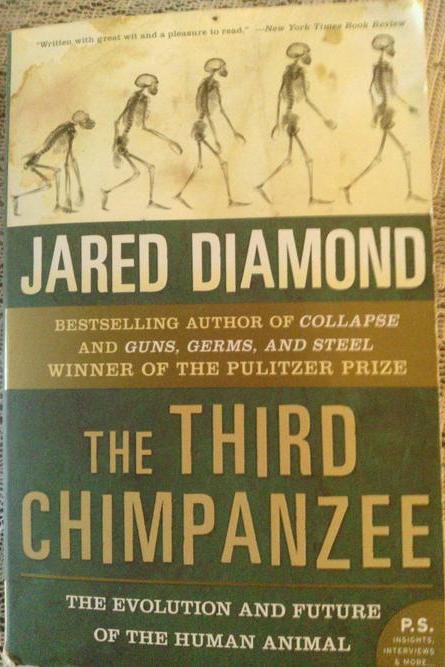 "Written with great wit and a pleasure to read." —New York Times Book Review
JARED DIAMOND
BESTSELLING AUTHOR OF COLLAPSE
AND GUNS, GERMS, AND STEEL
WINNER OF THE PULITZER PRIZE
THE THIRD
CHIMPANZEE
THE EVOLUTION AND FUTURE
OF THE HUMAN ANIMAL
P.S.
INSIGHTS,
INTERVIEWS
& MORE...